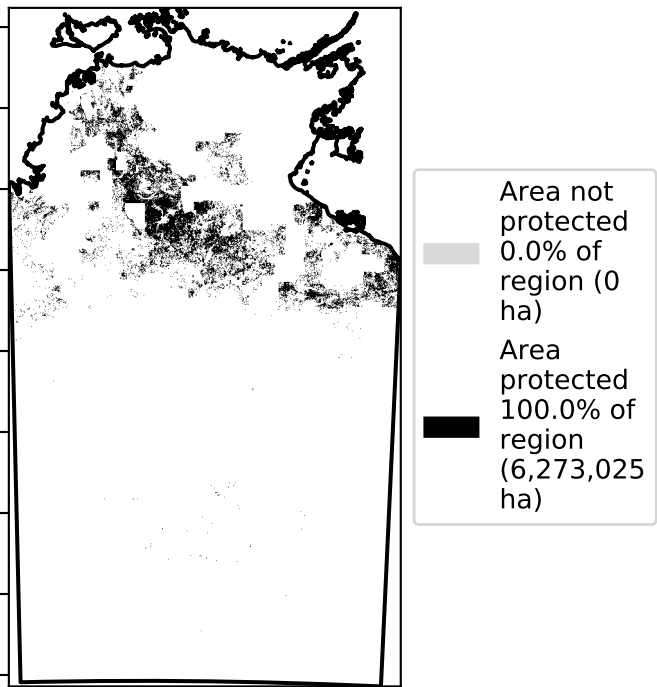 Area not
protected
0.0% of
region (0
ha)
Area
protected
100.0% of
region
(6,273,025
ha)